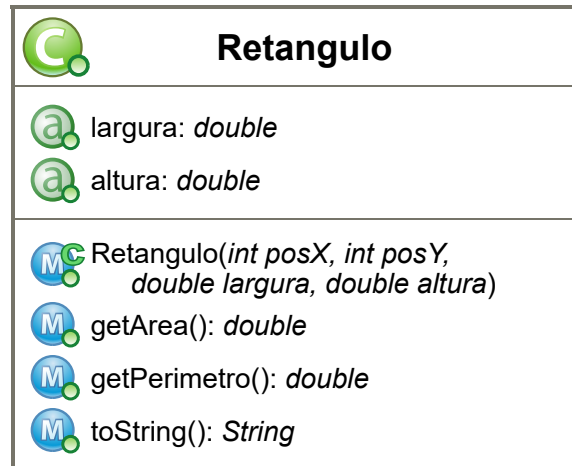 C Retangulo
a largura: double
a altura: double
M C Retangulo(int posX, int posY,
double largura, double altura)
M getArea(): double
M getPerimetro(): double
M toString(): String